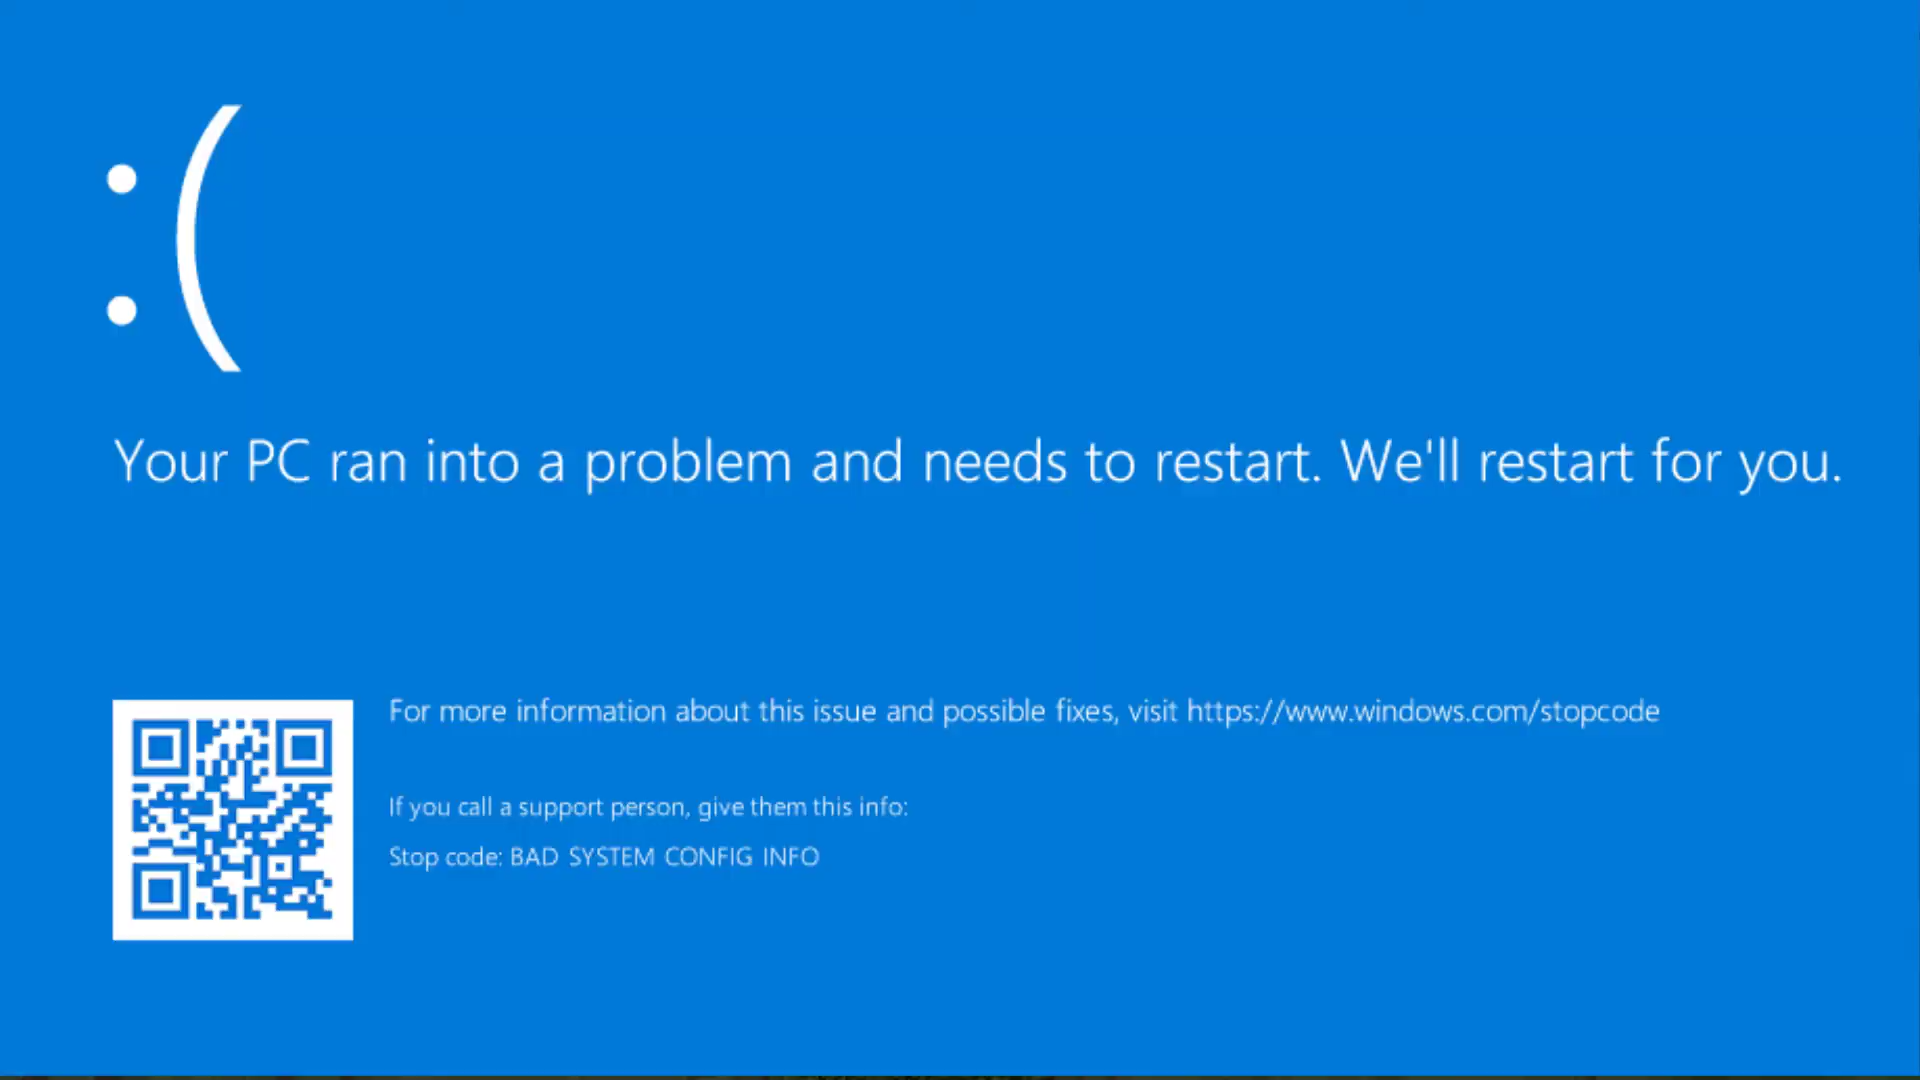 :(
Your PC ran into a problem and needs to restart. We'll restart for you.
For more information about this issue and possible fixes, visit https://www.windows.com/stopcode
If you call a support person, give them this info:
Stop code: BAD SYSTEM CONFIG INFO